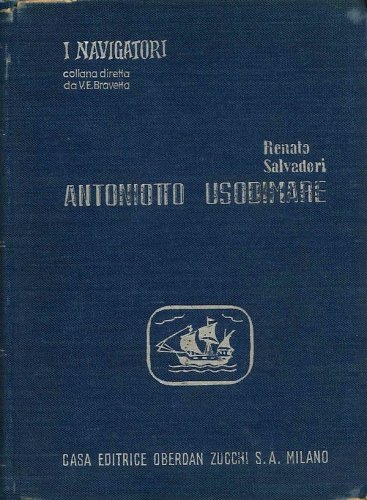 I NAVIGATORI
collana diretta
da V.E.Bravetta
Renato
Salvadori
ANTONIOTTO USODIMARE
CASA EDITRICE OBERDAN ZUCCHI S.A. MILANO